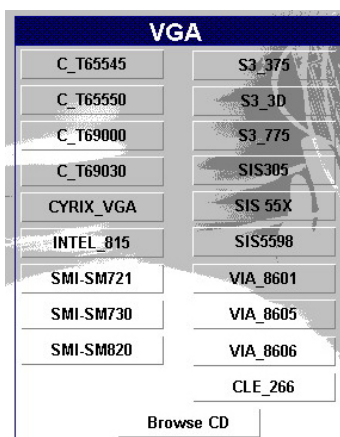 VGA
C_T65545
S3_375
C_T65550
S3_3D
C_T69000
S3_775
C_T69030
SIS305
CYRIX_VGA
SIS 55X
INTEL_815
SIS5598
SMI-SM721
VIA_8601
SMI-SM730
VIA_8605
SMI-SM820
VIA_8606
CLE_266
Browse CD